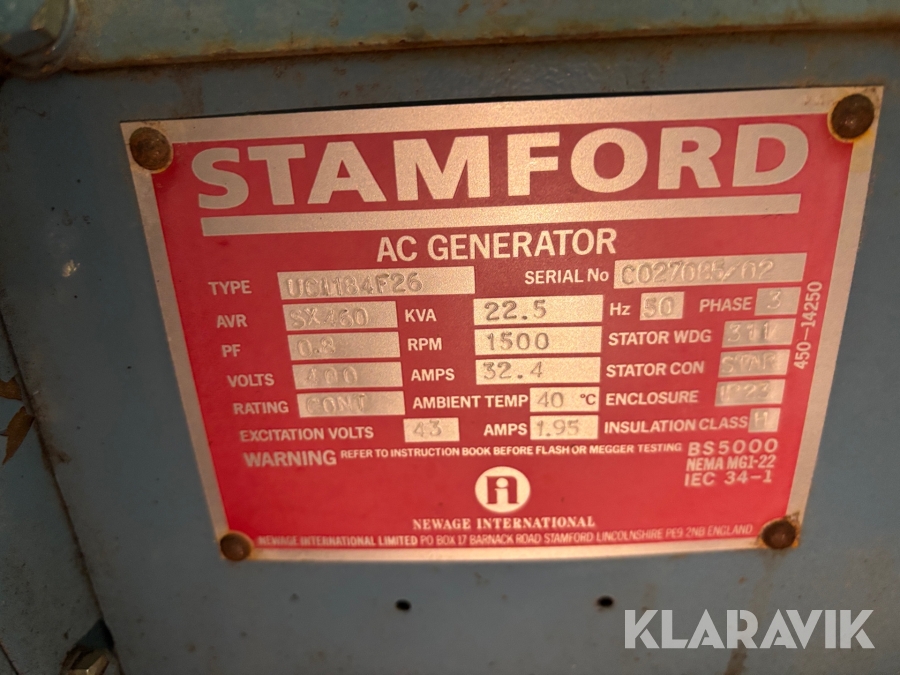 STAMFORD
AC GENERATOR
TYPE SERIAL No
AVR SX460 KVA 22.5 Hz 50 PHASE 3
PF 0.8 RPM 1500 STATOR WDG 311
VOLTS 400 AMPS 32.4 STATOR CON STAR
RATING CONT AMBIENT TEMP 40 °C ENCLOSURE IP23
EXCITATION VOLTS 43 AMPS 1.95 INSULATION CLASS H
WARNING REFER TO INSTRUCTION BOOK BEFORE FLASH OR MEGGER TESTING BS5000
NEMA MG1-22
IEC 34-1
450-14250
NEWAGE INTERNATIONAL
NEWAGE INTERNATIONAL LIMITED PO BOX 17 BARNACK ROAD STAMFORD LINCOLNSHIRE PE9 2NB ENGLAND
KLARAVIK